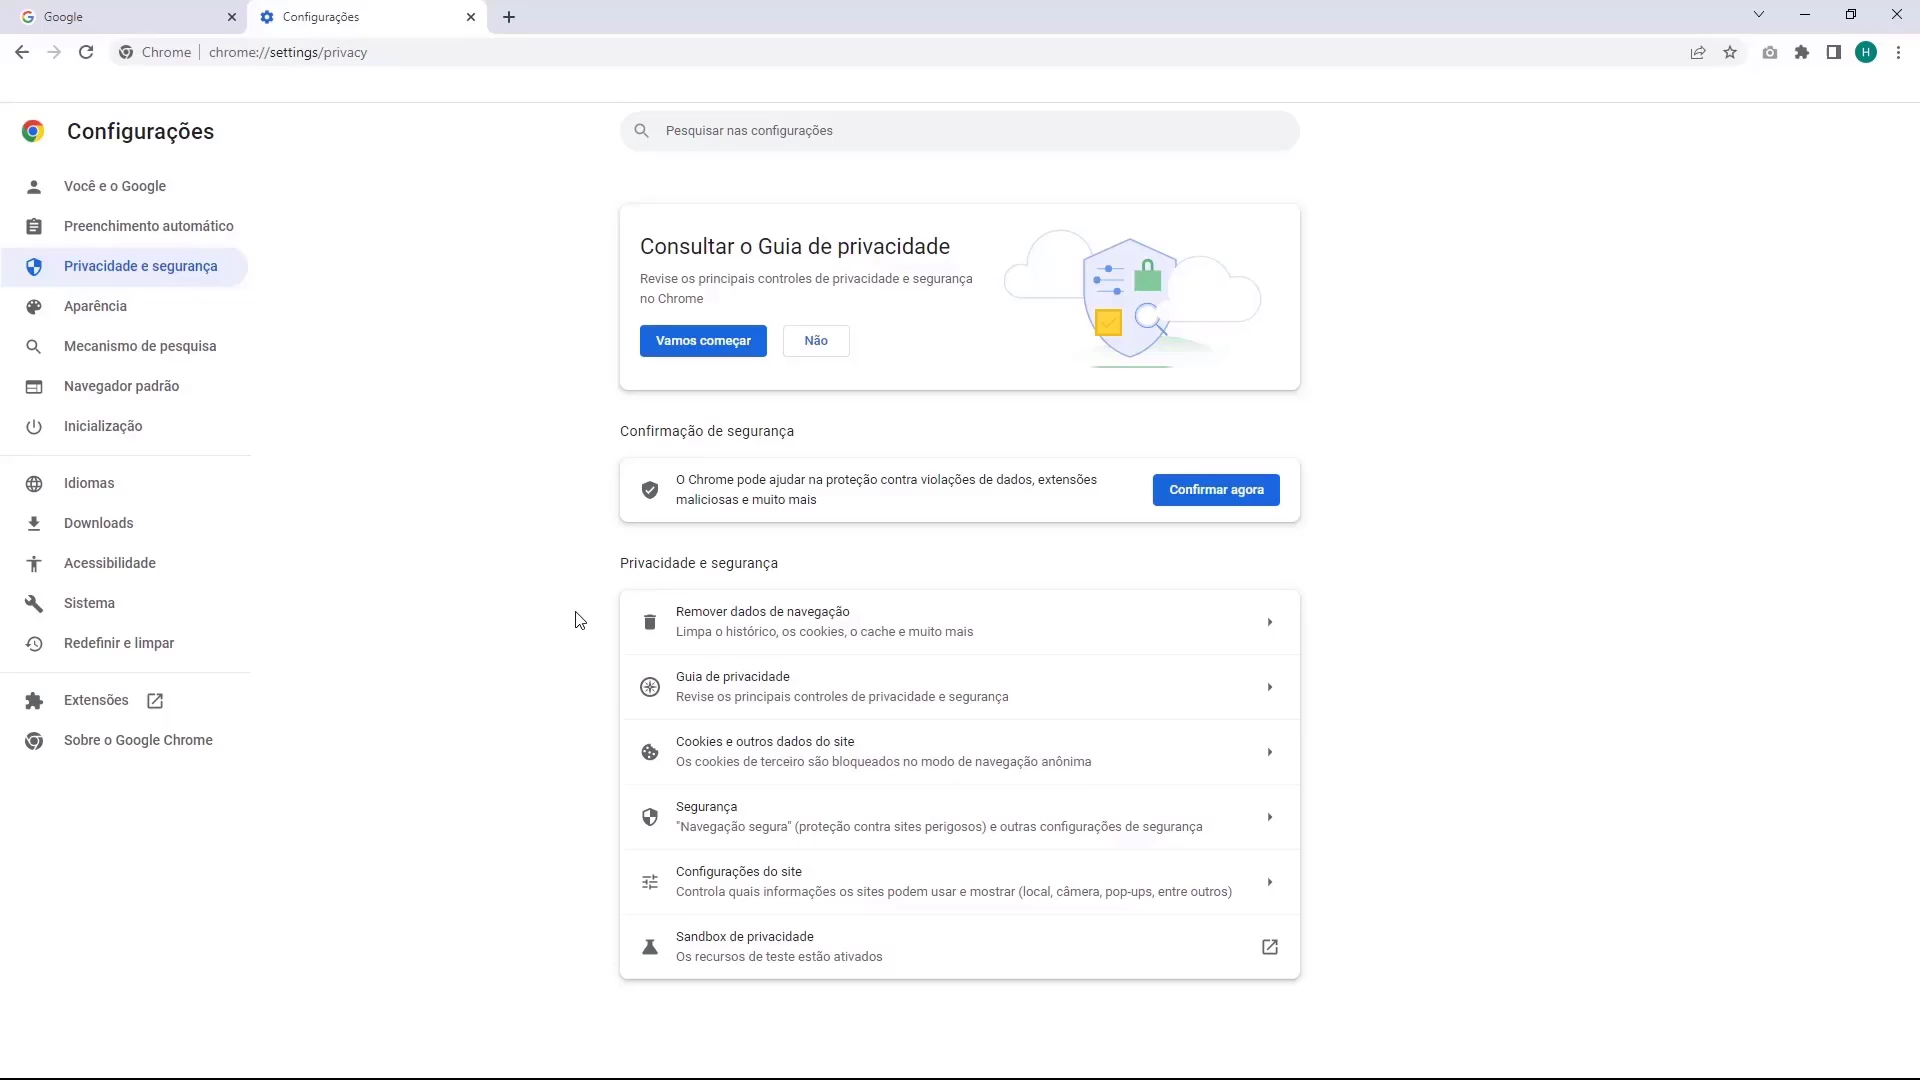 Google
Configurações
Chrome
chrome://settings/privacy
H
Configurações
Pesquisar nas configurações
Você e o Google
Preenchimento automático
Privacidade e segurança
Aparência
Mecanismo de pesquisa
Navegador padrão
Inicialização
Idiomas
Downloads
Acessibilidade
Sistema
Redefinir e limpar
Extensões
Sobre o Google Chrome
Consultar o Guia de privacidade
Revise os principais controles de privacidade e segurança
no Chrome
Vamos começar
Não
Confirmação de segurança
O Chrome pode ajudar na proteção contra violações de dados, extensões
maliciosas e muito mais
Confirmar agora
Privacidade e segurança
Remover dados de navegação
Limpa o histórico, os cookies, o cache e muito mais
Guia de privacidade
Revise os principais controles de privacidade e segurança
Cookies e outros dados do site
Os cookies de terceiro são bloqueados no modo de navegação anônima
Segurança
"Navegação segura" (proteção contra sites perigosos) e outras configurações de segurança
Configurações do site
Controla quais informações os sites podem usar e mostrar (local, câmera, pop-ups, entre outros)
Sandbox de privacidade
Os recursos de teste estão ativados